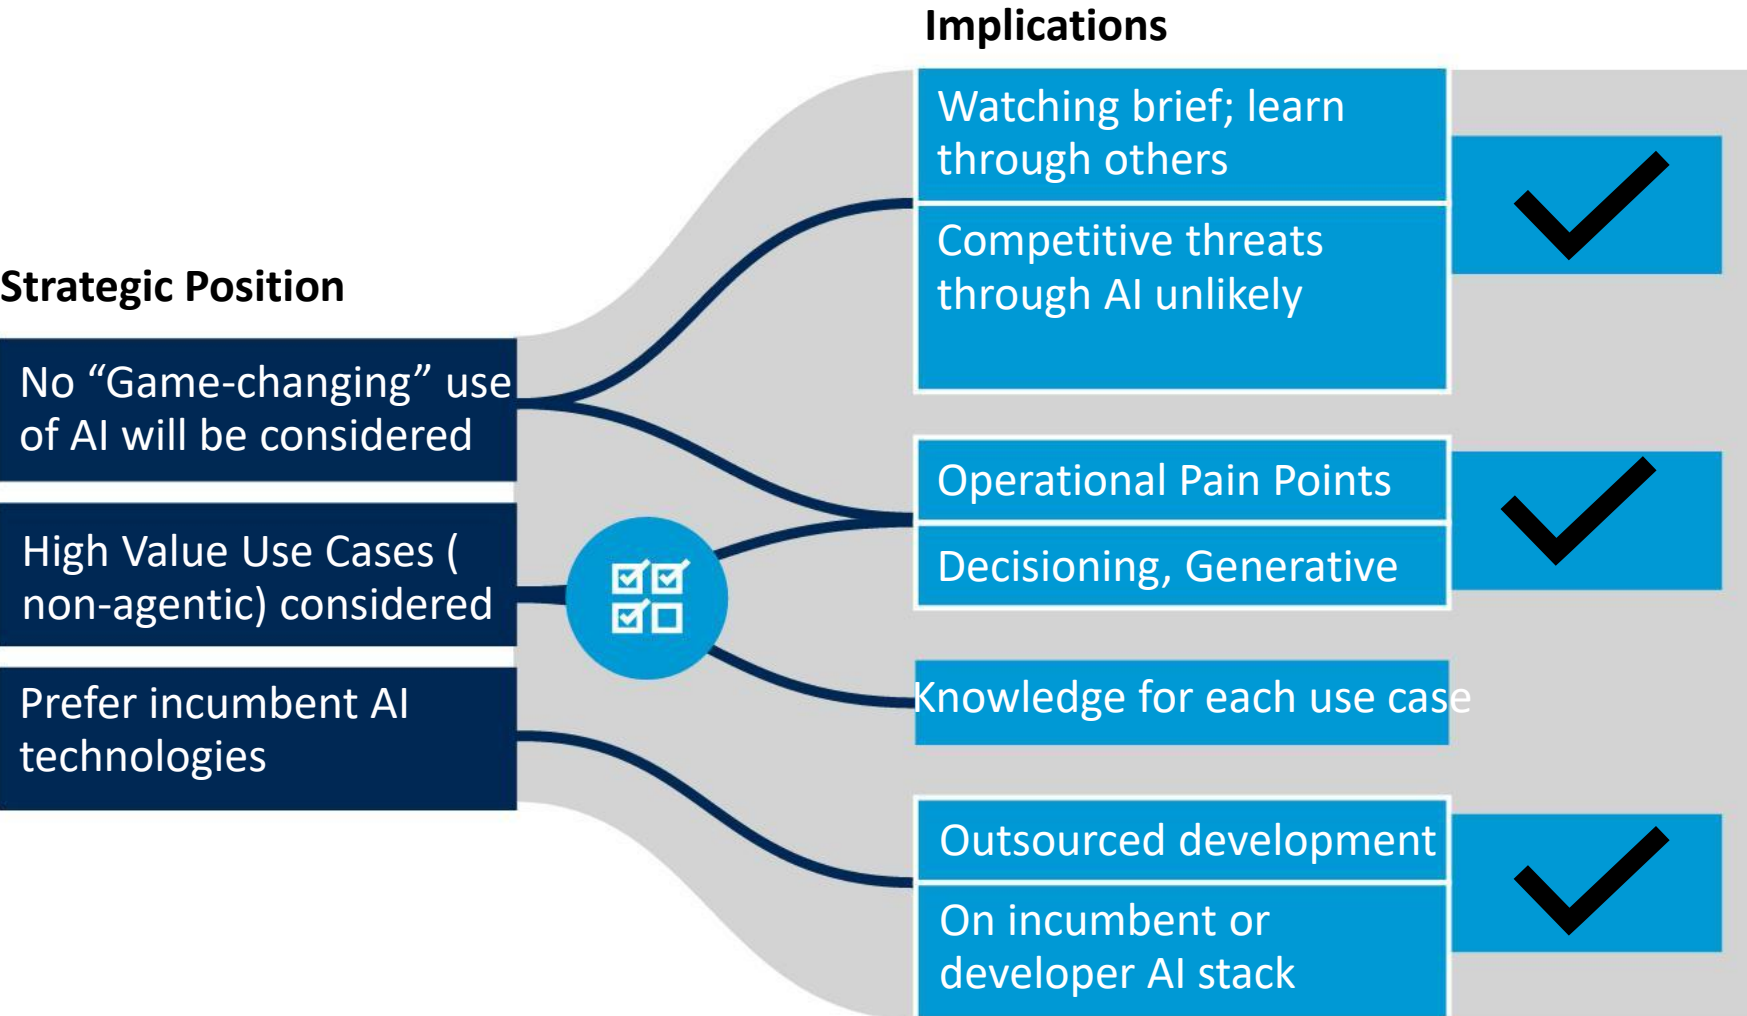 Implications
Watching brief; learn
through others
Competitive threats
through AI unlikely
Strategic Position
No “Game-changing” use
of AI will be considered
High Value Use Cases (
non-agentic) considered
Prefer incumbent AI
technologies
Operational Pain Points
Decisioning, Generative
Knowledge for each use case
Outsourced development
On incumbent or
developer AI stack